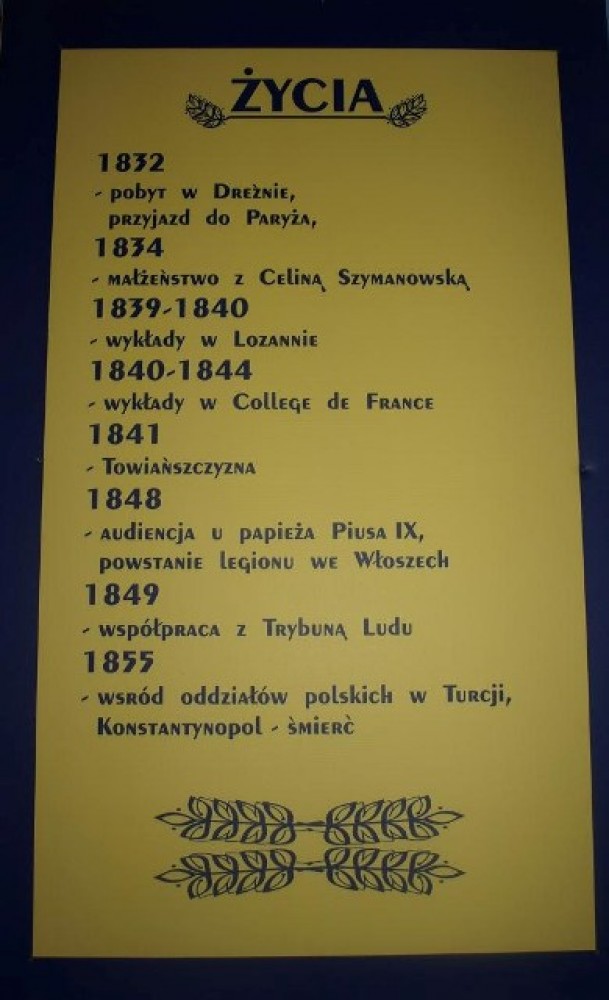 ŻYCIA
1832
- pobyt w Dreźnie,
przyjazd do Paryża,
1834
- małżeństwo z Celiną Szymanowską
1839-1840
- wykłady w Lozannie
1840-1844
- wykłady w College de France
1841
- Towiańszczyzna
1848
- audiencja u papieża Piusa IX,
powstanie legionu we Włoszech
1849
- współpraca z Trybuną Ludu
1855
- wsród oddziałów polskich w Turcji,
Konstantynopol - śmierć